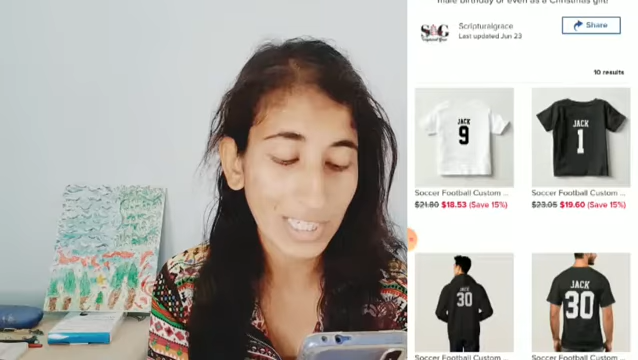 male birthday or even as a Christmas gift!
SG
Scripturalgrace
Last updated Jun 23
Share
10 results
JACK
9
JACK
1
Soccer Football Custom ...
$21.80 $18.53 (Save 15%)
Soccer Football Custom ...
$23.05 $19.60 (Save 15%)
JACK
30
JACK
30
Soccer Football Custom ...
Soccer Football Custom ...